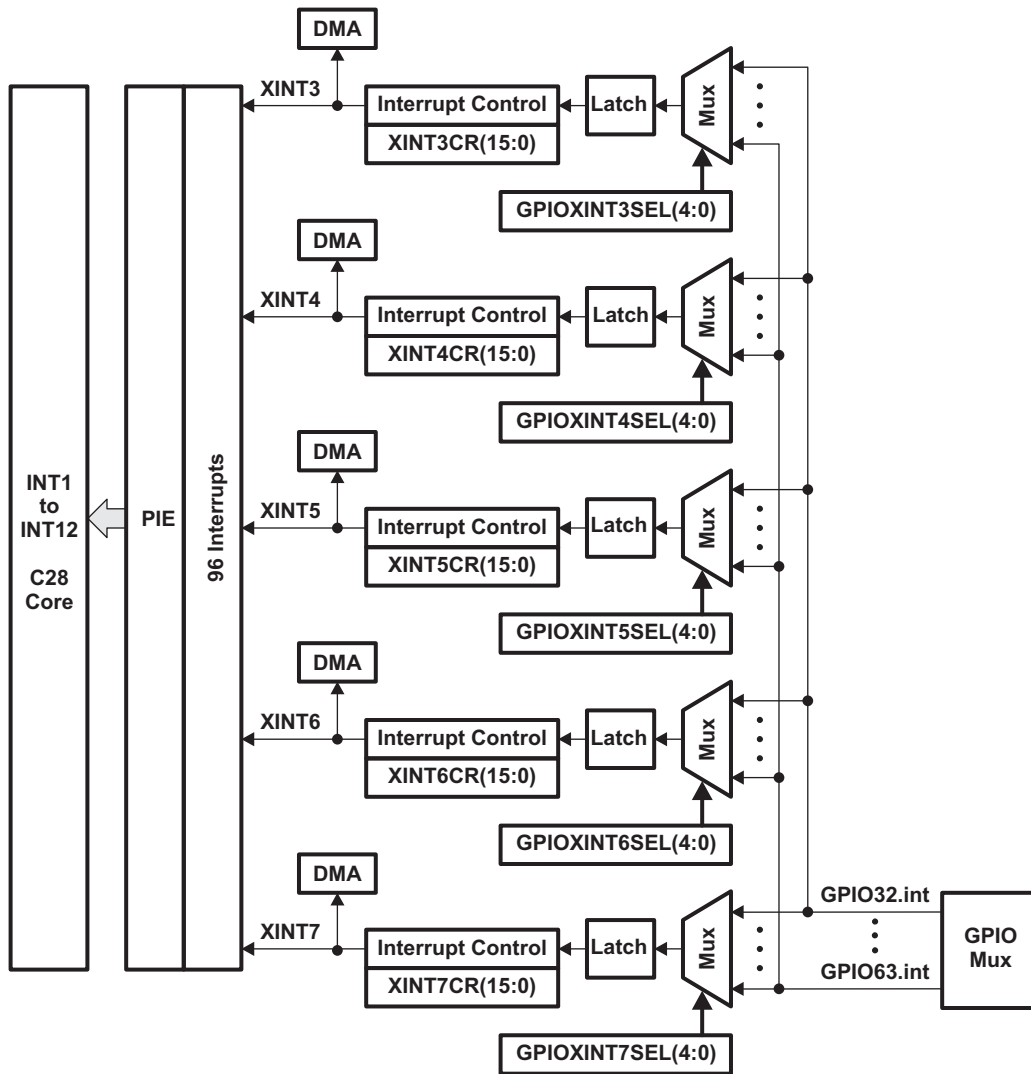 DMA
XINT3
Interrupt Control
XINT3CR(15:0)
Latch
Mux
GPIOXINT3SEL(4:0)
DMA
XINT4
Interrupt Control
XINT4CR(15:0)
Latch
Mux
GPIOXINT4SEL(4:0)
INT1
to
INT12
C28
Core
PIE
96 Interrupts
DMA
XINT5
Interrupt Control
XINT5CR(15:0)
Latch
Mux
GPIOXINT5SEL(4:0)
DMA
XINT6
Interrupt Control
XINT6CR(15:0)
Latch
Mux
GPIOXINT6SEL(4:0)
DMA
XINT7
Interrupt Control
XINT7CR(15:0)
Latch
Mux
GPIOXINT7SEL(4:0)
GPIO32.int
GPIO63.int
GPIO
Mux